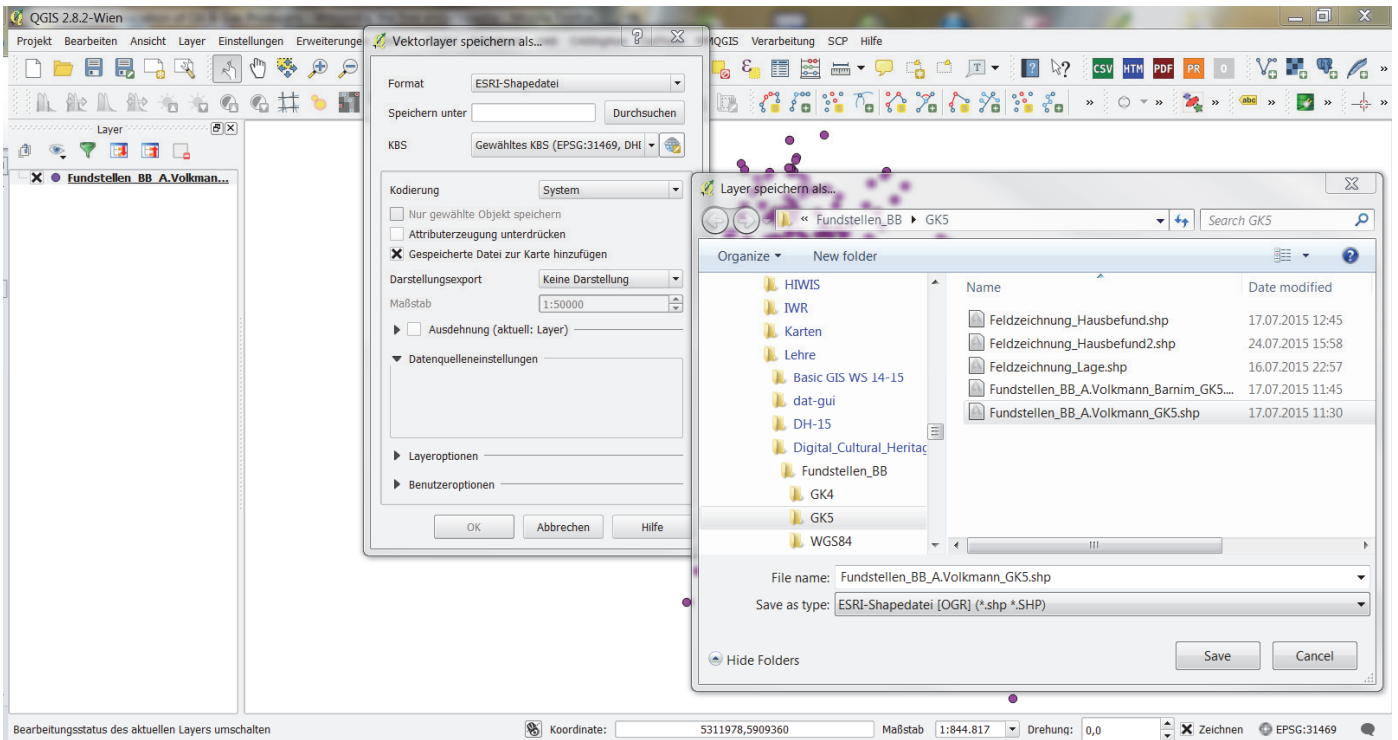 QGIS 2.8.2-Wien
Projekt Bearbeiten Ansicht Layer Einstellungen Erweiterunge
MQGIS Verarbeitung SCP Hilfe
CSV HTM PDF PR O
abc
Layer
Fundstellen_BB_A.Volkman...
Vektorlayer speichern als...
Format ESRI-Shapedatei
Speichern unter Durchsuchen
KBS Gewähltes KBS (EPSG:31469, DHI
Kodierung System
Nur gewählte Objekt speichern
Attributerzeugung unterdrücken
Gespeicherte Datei zur Karte hinzufügen
Darstellungsexport Keine Darstellung
Maßstab 1:50000
Ausdehnung (aktuell: Layer)
Datenquelleneinstellungen
Layeroptionen
Benutzeroptionen
OK Abbrechen Hilfe
Layer speichern als...
« Fundstellen_BB ▸ GK5
Search GK5
Organize New folder
HIWIS
IWR
Karten
Lehre
Basic GIS WS 14-15
dat-gui
DH-15
Digital_Cultural_Heritag
Fundstellen_BB
GK4
GK5
WGS84
Name Date modified
Feldzeichnung_Hausbefund.shp 17.07.2015 12:45
Feldzeichnung_Hausbefund2.shp 24.07.2015 15:58
Feldzeichnung_Lage.shp 16.07.2015 22:57
Fundstellen_BB_A.Volkmann_Barnim_GK5.... 17.07.2015 11:45
Fundstellen_BB_A.Volkmann_GK5.shp 17.07.2015 11:30
File name: Fundstellen_BB_A.Volkmann_GK5.shp
Save as type: ESRI-Shapedatei [OGR] (*.shp *.SHP)
Hide Folders
Save Cancel
Bearbeitungsstatus des aktuellen Layers umschalten
Koordinate: 5311978,5909360 Maßstab 1:844.817 Drehung: 0,0 Zeichnen EPSG:31469